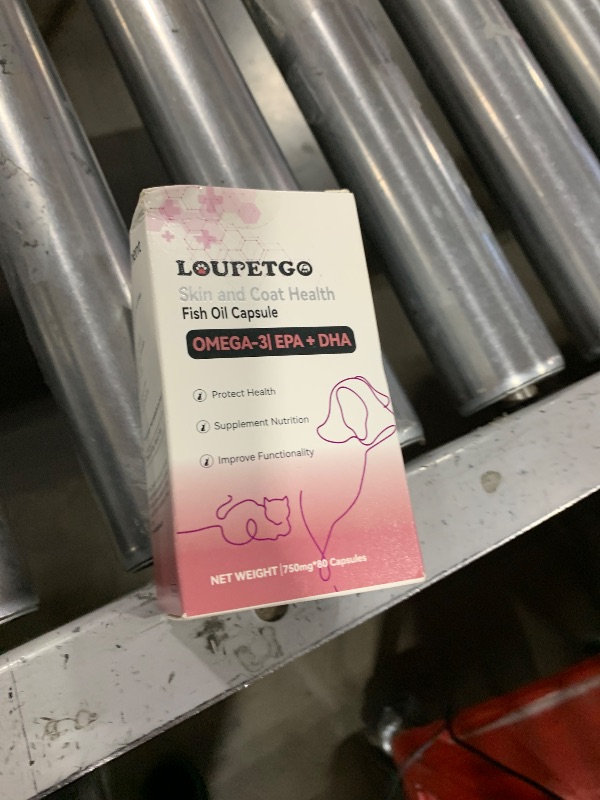 LOUPETGO
Skin and Coat Health
Fish Oil Capsule
OMEGA-3| EPA + DHA
Protect Health
Supplement Nutrition
Improve Functionality
NET WEIGHT |750mg*80 Capsules